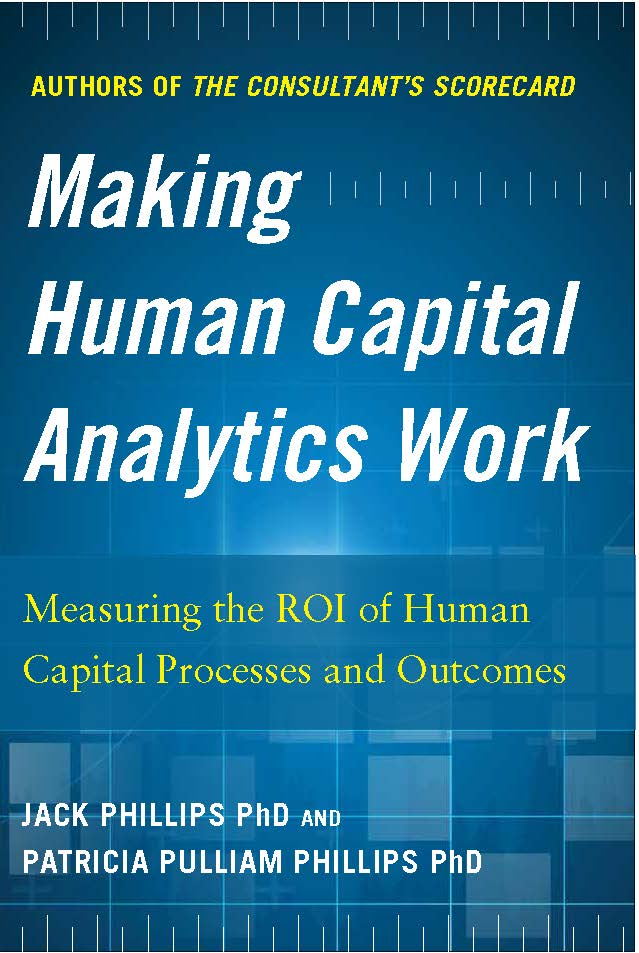 AUTHORS OF THE CONSULTANT'S SCORECARD
Making
Human Capital
Analytics Work
Measuring the ROI of Human
Capital Processes and Outcomes
JACK PHILLIPS PhD AND
PATRICIA PULLIAM PHILLIPS PhD